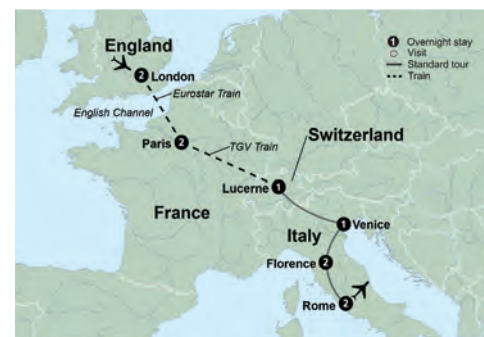 England
2 London
Eurostar Train
English Channel
Paris 2
TGV Train
Switzerland
Lucerne 1
France
1 Venice
Italy
Florence 2
Rome 2
1 Overnight stay
Visit
Standard tour
Train